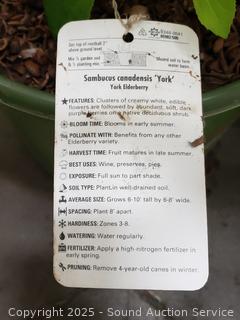 Set top of rootball 2"
above ground level
Mix ½ garden soil
& ½ planting mix.
Mound soil to form
water basin.
Sambucus canadensis 'York'
York Elderberry
FEATURES: Clusters of creamy white, edible
flowers are followed by abundant, soft, dark
purple berries on a deciduous shrub.
BLOOM TIME: Blooms in early summer.
POLLINATE WITH: Benefits from any other
Elderberry variety.
HARVEST TIME: Fruit matures in late summer.
BEST USES: Wine, preserves, pies.
EXPOSURE: Full sun to part shade.
SOIL TYPE: Plant in well-drained soil.
AVERAGE SIZE: Grows 6-10' tall by 6-8' wide.
SPACING: Plant 8' apart.
HARDINESS: Zones 3-8.
WATERING: Water regularly.
FERTILIZER: Apply a high-nitrogen fertilizer in
early spring.
PRUNING: Remove 4-year-old canes in winter.
Copyright 2025 - Sound Auction Service